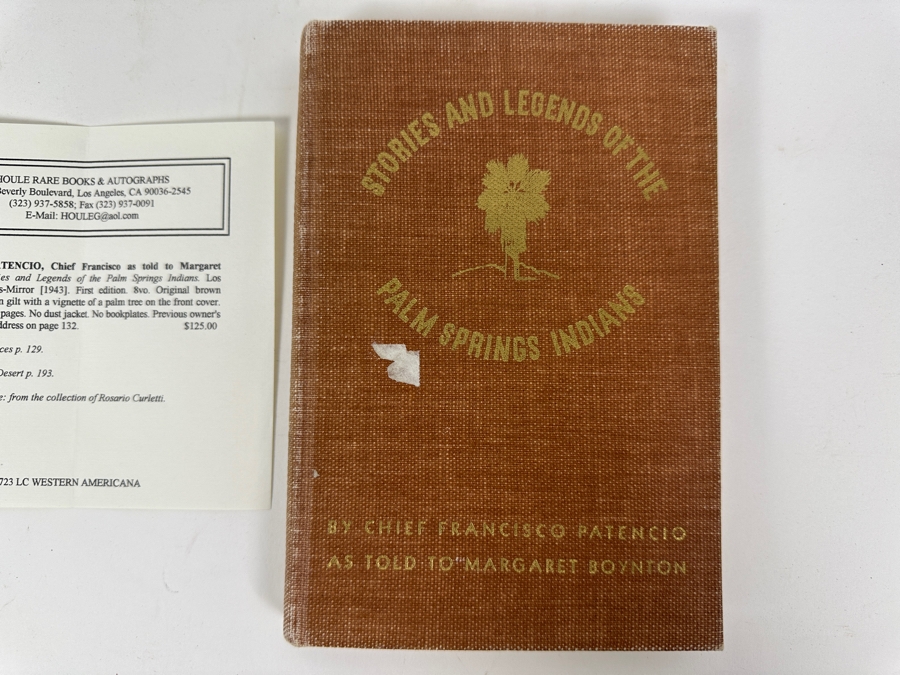 HOULE RARE BOOKS & AUTOGRAPHS
Beverly Boulevard, Los Angeles, CA 90036-2545
(323) 937-5858; Fax (323) 937-0091
E-Mail: HOULEG@aol.com
ATENCIO, Chief Francisco as told to Margaret
es and Legends of the Palm Springs Indians. Los
s-Mirror [1943]. First edition. 8vo. Original brown
n gilt with a vignette of a palm tree on the front cover.
pages. No dust jacket. No bookplates. Previous owner's
ddress on page 132. $125.00
ces p. 129.
Desert p. 193.
e: from the collection of Rosario Curletti.
723 LC WESTERN AMERICANA
STORIES AND LEGENDS OF THE
PALM SPRINGS INDIANS
BY CHIEF FRANCISCO PATENCIO
AS TOLD TO MARGARET BOYNTON